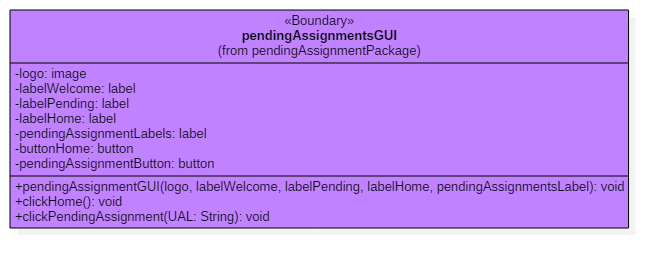 «Boundary»
pendingAssignmentsGUI
(from pendingAssignmentPackage)
-logo: image
-labelWelcome: label
-labelPending: label
-labelHome: label
-pendingAssignmentLabels: label
-buttonHome: button
-pendingAssignmentButton: button
+pendingAssignmentGUI(logo, labelWelcome, labelPending, labelHome, pendingAssignmentsLabel): void
+clickHome(): void
+clickPendingAssignment(UAL: String): void